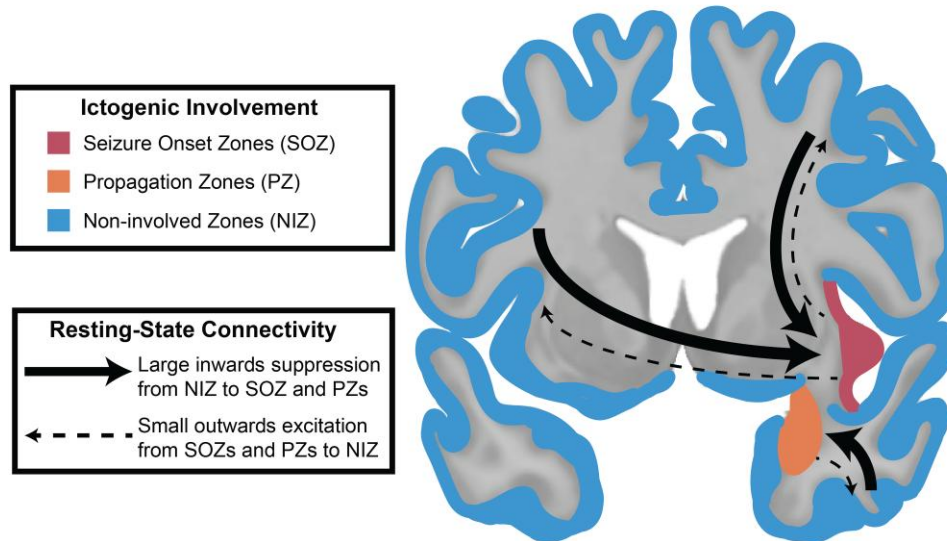 Ictogenic Involvement
Seizure Onset Zones (SOZ)
Propagation Zones (PZ)
Non-involved Zones (NIZ)
Resting-State Connectivity
Large inwards suppression
from NIZ to SOZ and PZs
Small outwards excitation
from SOZs and PZs to NIZ